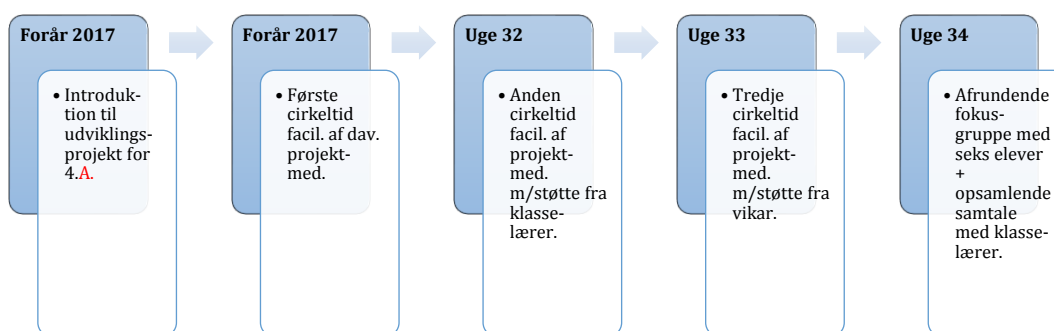 Forår 2017
• Introduk-
tion til
udviklings-
projekt for
4.A.
Forår 2017
• Første
cirkeltid
facil. af dav.
projekt-
med.
Uge 32
• Anden
cirkeltid
facil. af
projekt-
med.
m/støtte fra
klasse-
lærer.
Uge 33
• Tredje
cirkeltid
facil. af
projekt-
med.
m/støtte fra
vikar.
Uge 34
• Afrundende
fokus-
gruppe med
seks elever
+
opsamlende
samtale
med klasse-
lærer.